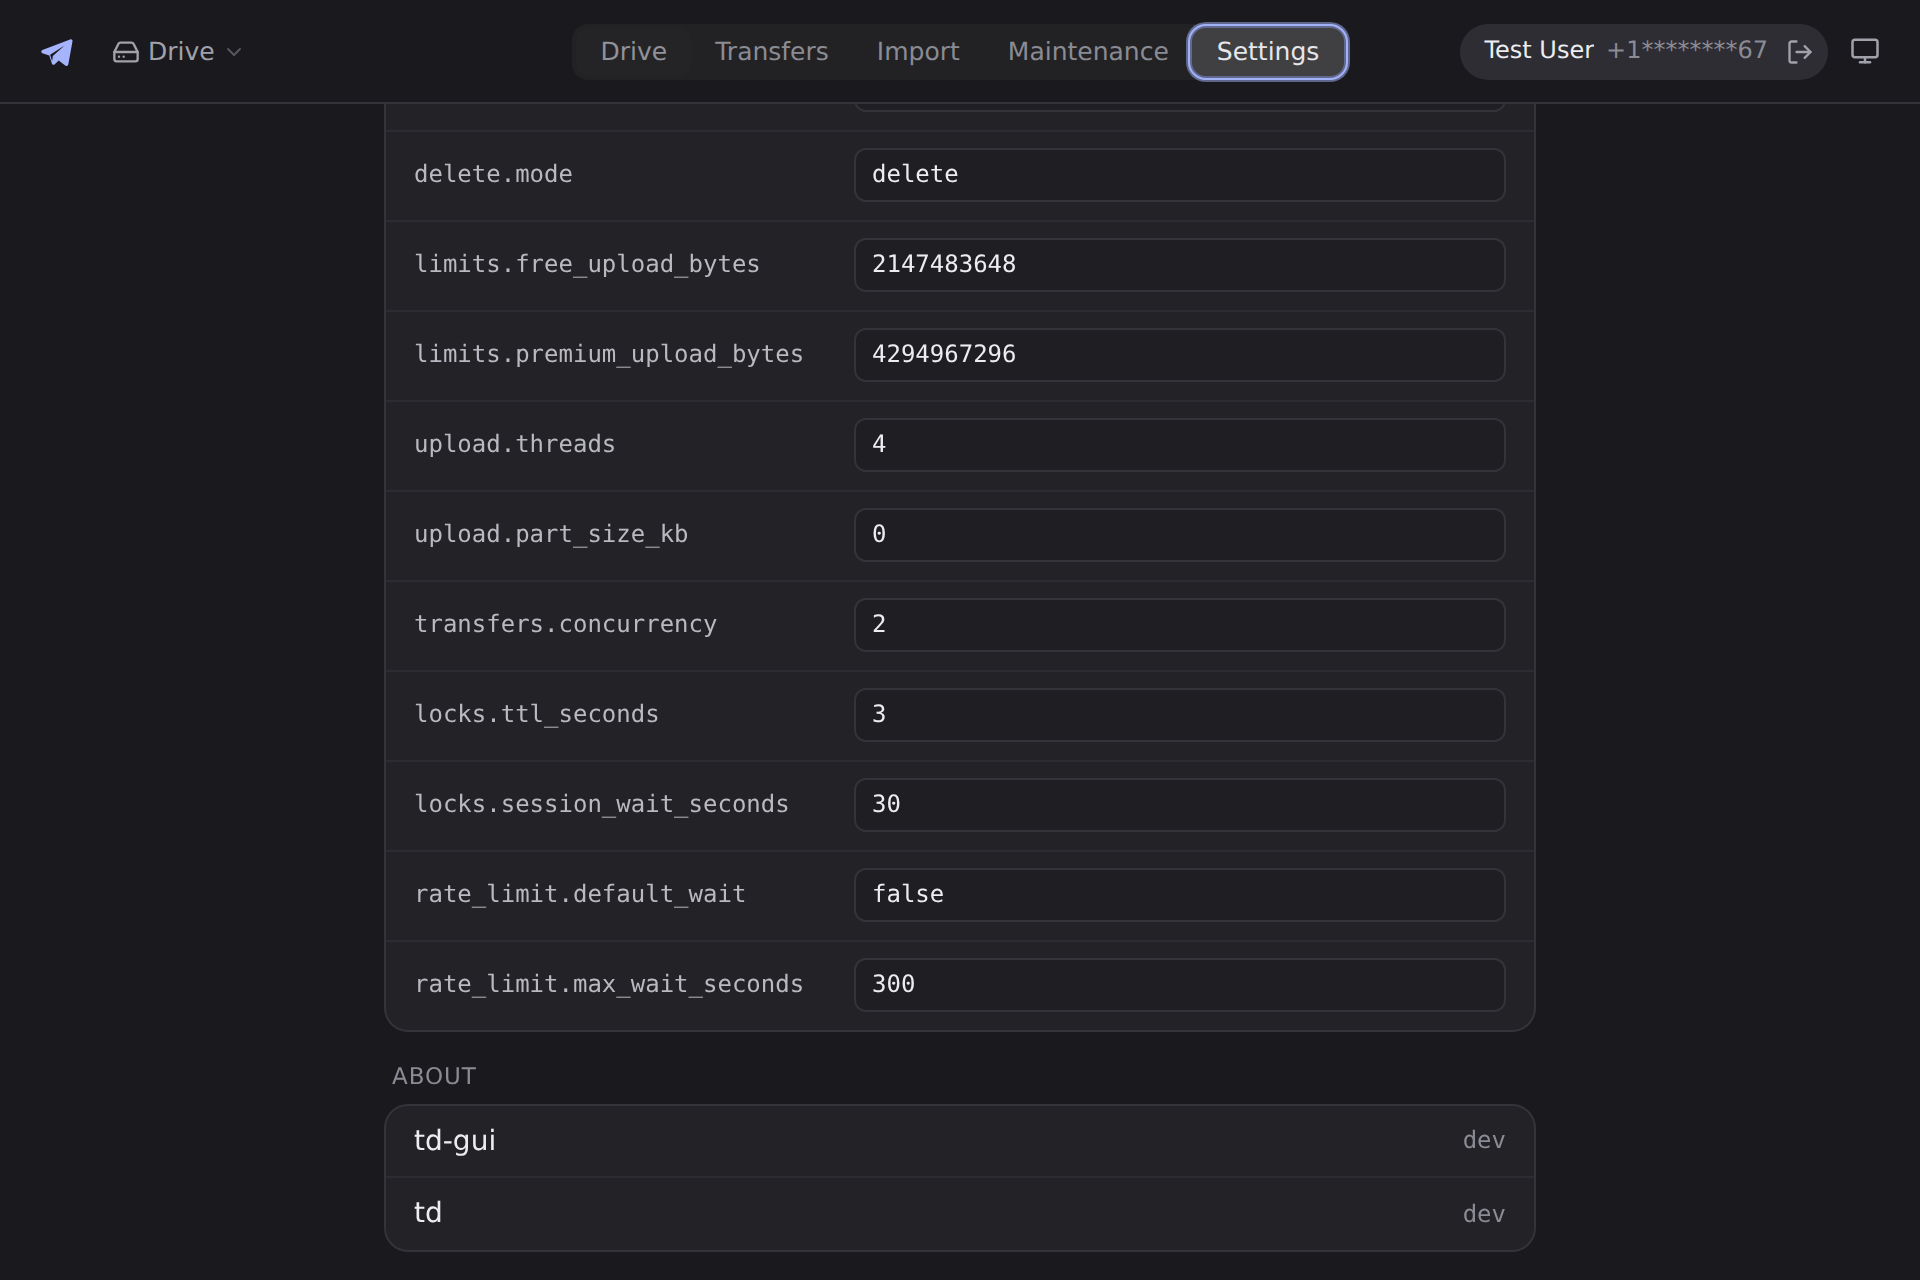 Drive
Drive Transfers Import Maintenance Settings
Test User +1********67
delete.mode delete
limits.free_upload_bytes 2147483648
limits.premium_upload_bytes 4294967296
upload.threads 4
upload.part_size_kb 0
transfers.concurrency 2
locks.ttl_seconds 3
locks.session_wait_seconds 30
rate_limit.default_wait false
rate_limit.max_wait_seconds 300
ABOUT
td-gui dev
td dev